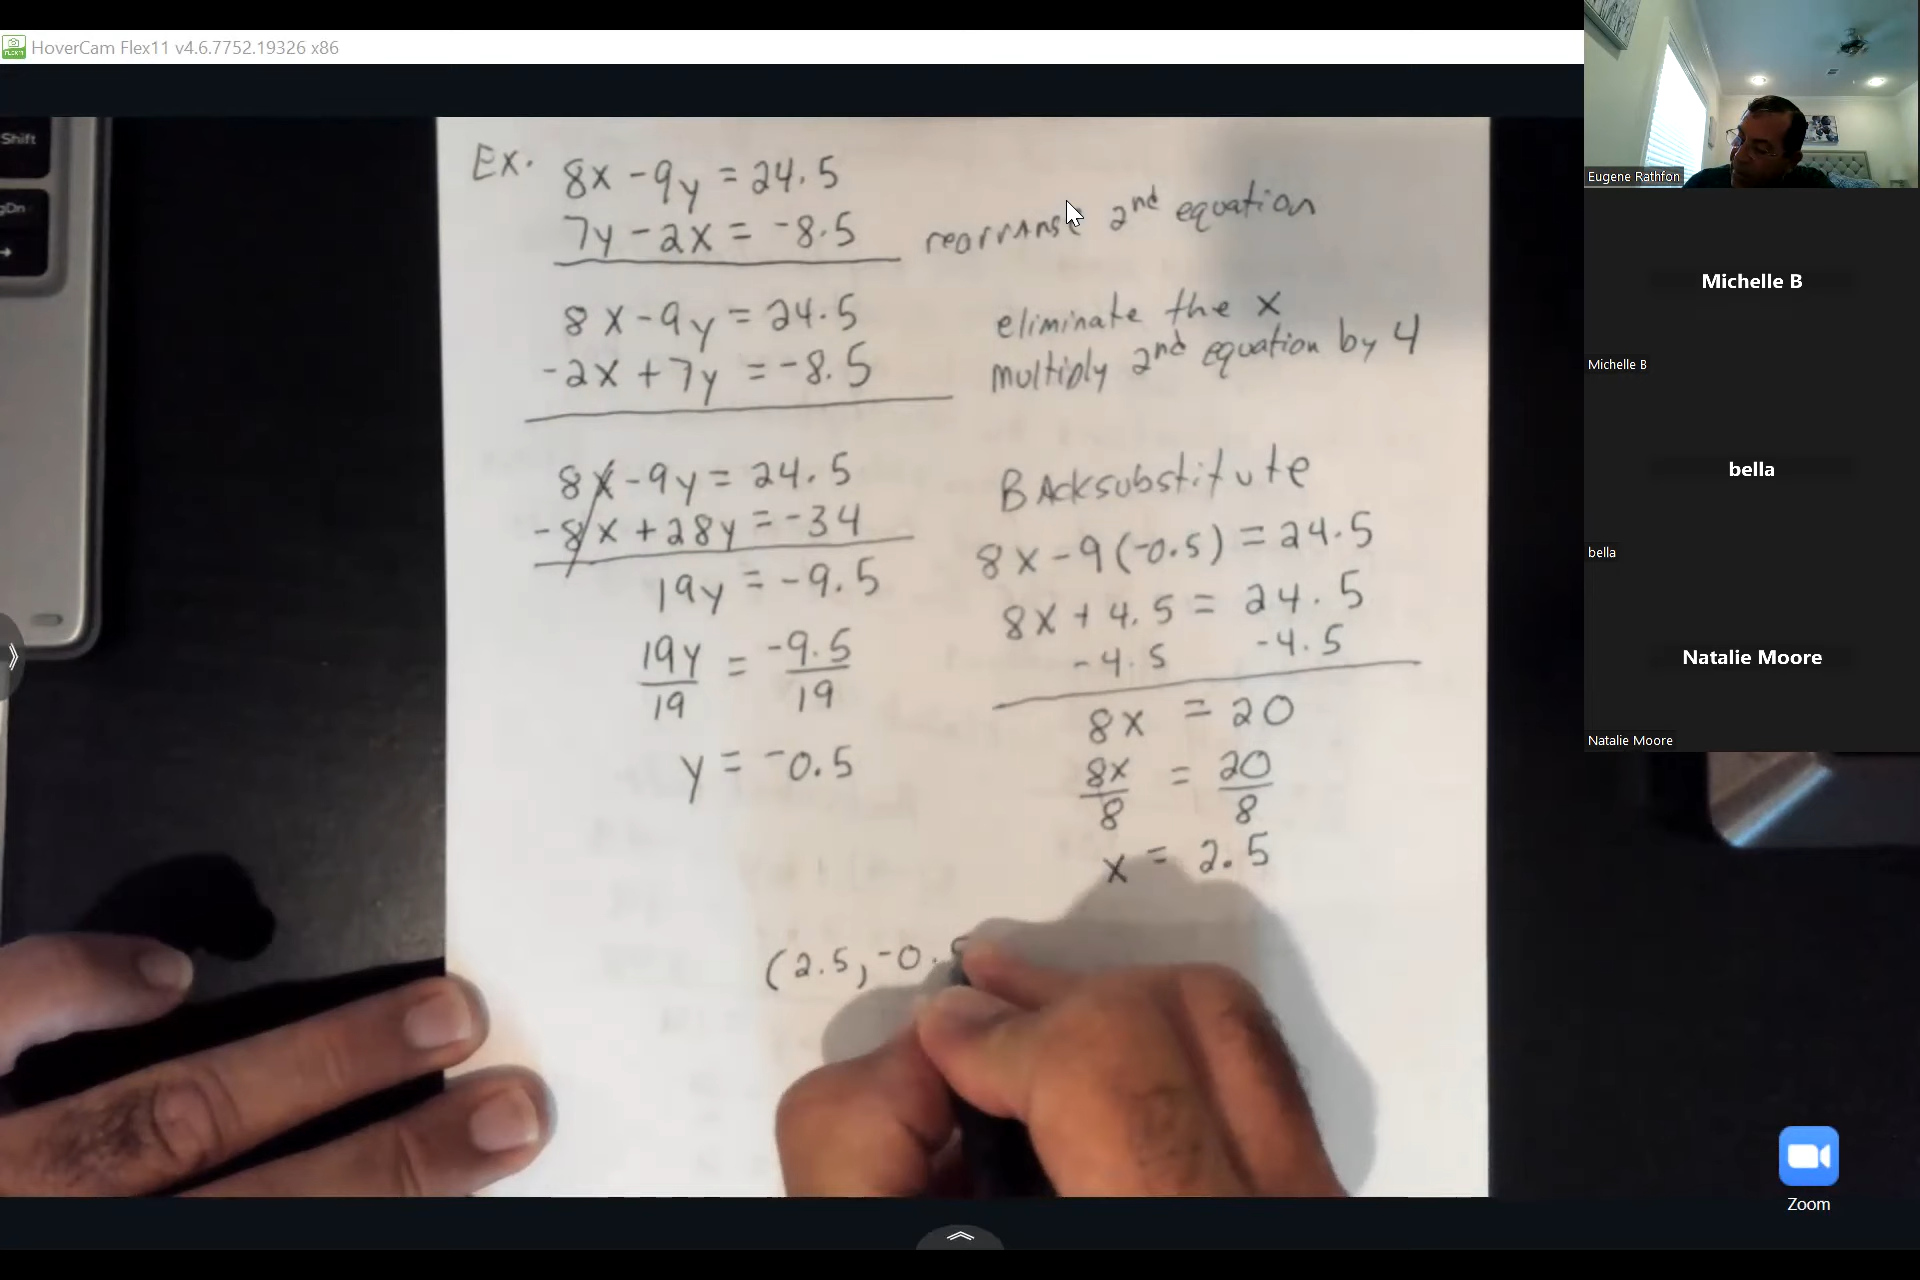 HoverCam Flex11 v4.6.7752.19326 x86
Shift
gDn
Ex. 8x - 9y = 24.5
7y - 2x = -8.5
2nd equation
8x - 9y = 24.5
-2x + 7y = -8.5
eliminate the x
multiply 2nd equation by 4
8x - 9y = 24.5
-8x + 28y = -34
19y = -9.5
19y/19 = -9.5/19
y = -0.5
BAcksubstitute
8x - 9(-0.5) = 24.5
8x + 4.5 = 24.5
-4.5 -4.5
8x = 20
8x/8 = 20/8
x = 2.5
(2.5, -0.5
Eugene Rathfon
Michelle B
Michelle B
bella
bella
Natalie Moore
Natalie Moore
Zoom